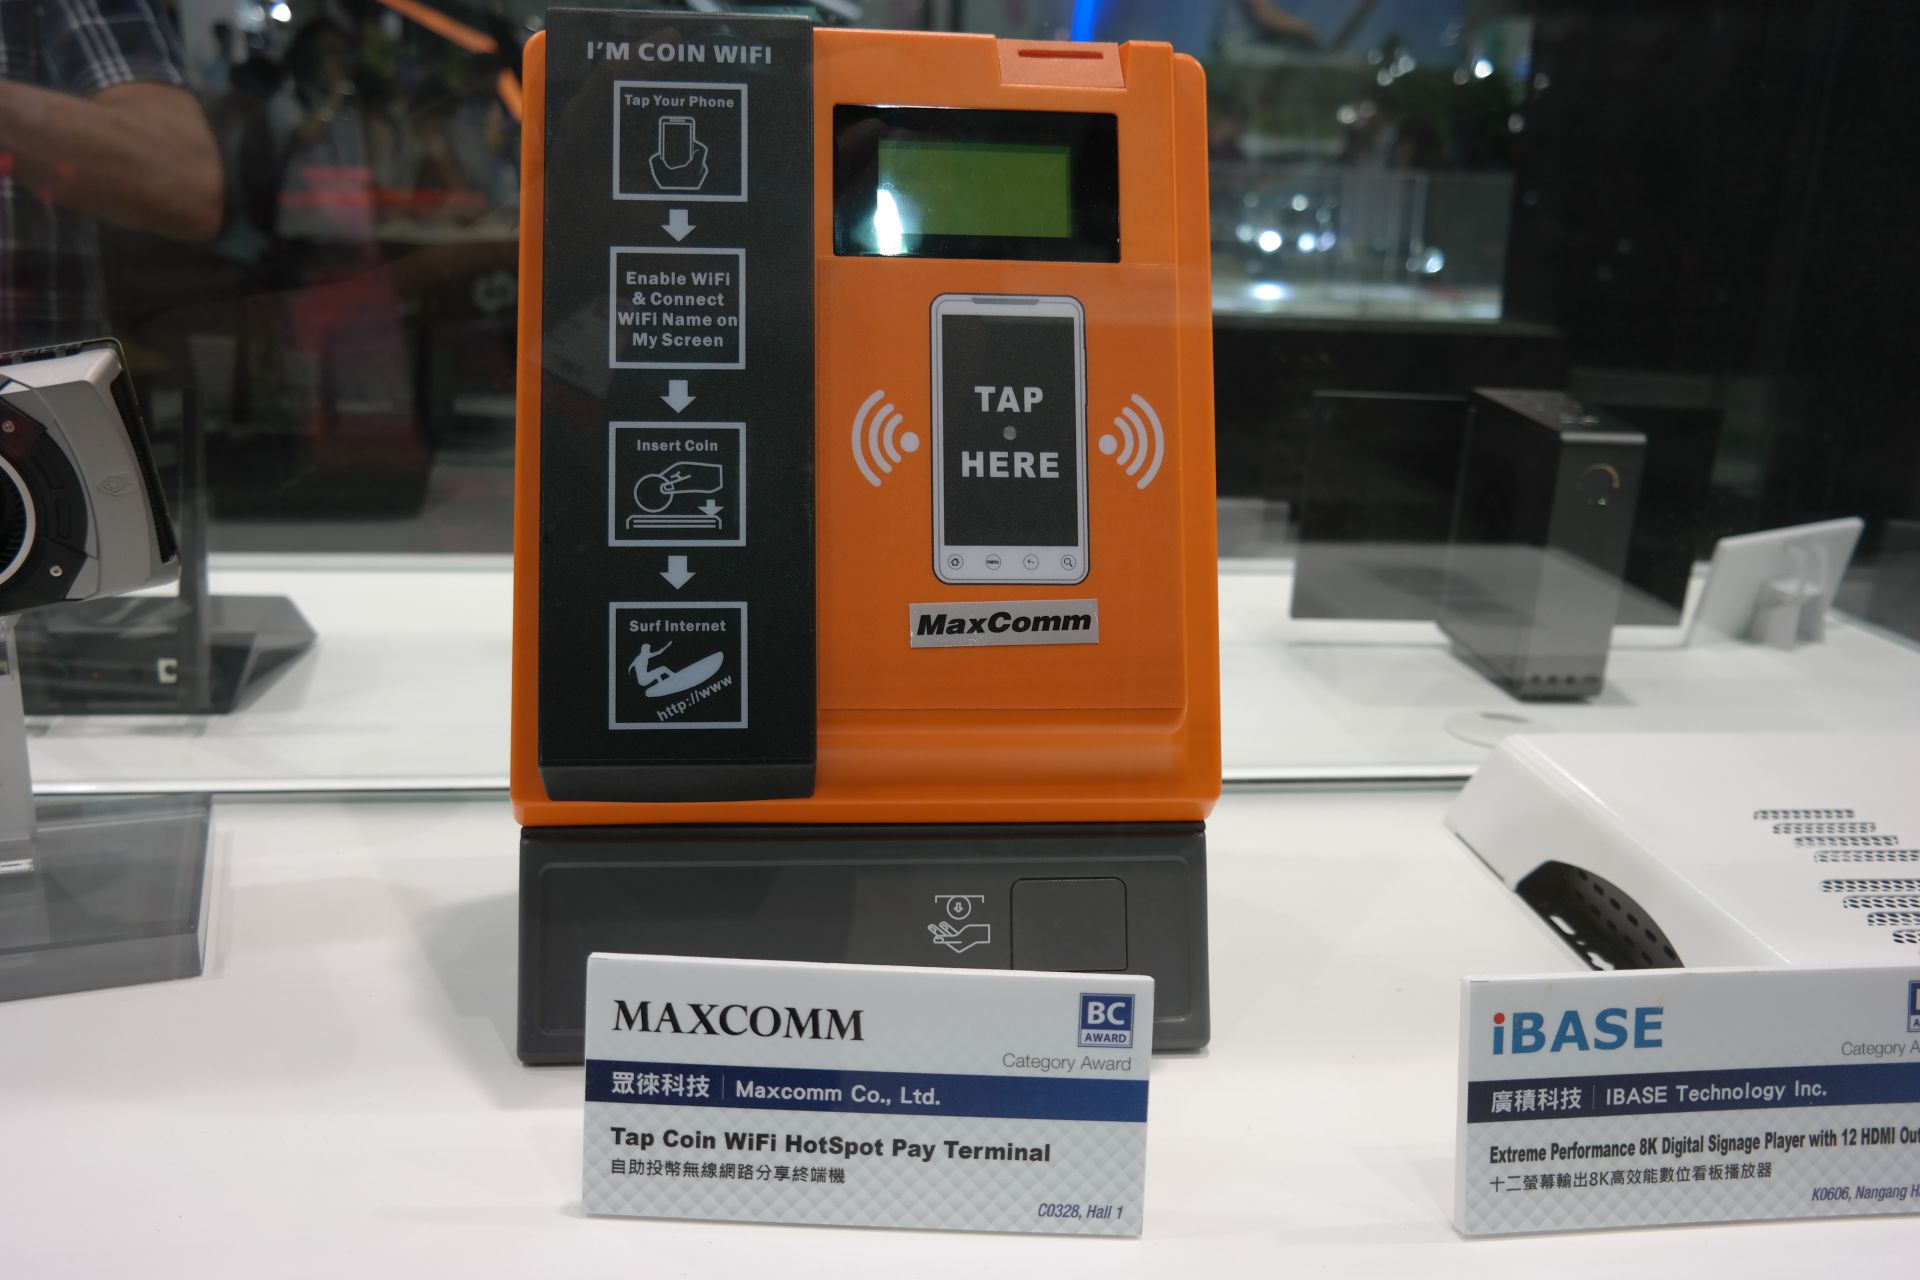 I'M COIN WIFI
Tap Your Phone
Enable WiFi
& Connect
WiFi Name on
My Screen
Insert Coin
Surf Internet
http://www
TAP
HERE
MENU
MaxComm
MAXCOMM
BC
AWARD
Category Award
眾徠科技 | Maxcomm Co., Ltd.
Tap Coin WiFi HotSpot Pay Terminal
自助投幣無線網路分享終端機
C0328, Hall 1
iBASE
Category
廣積科技 | IBASE Technology Inc.
Extreme Performance 8K Digital Signage Player with 12 HDMI
十二螢幕輸出8K高效能數位看板播放器
K0606, Nangang